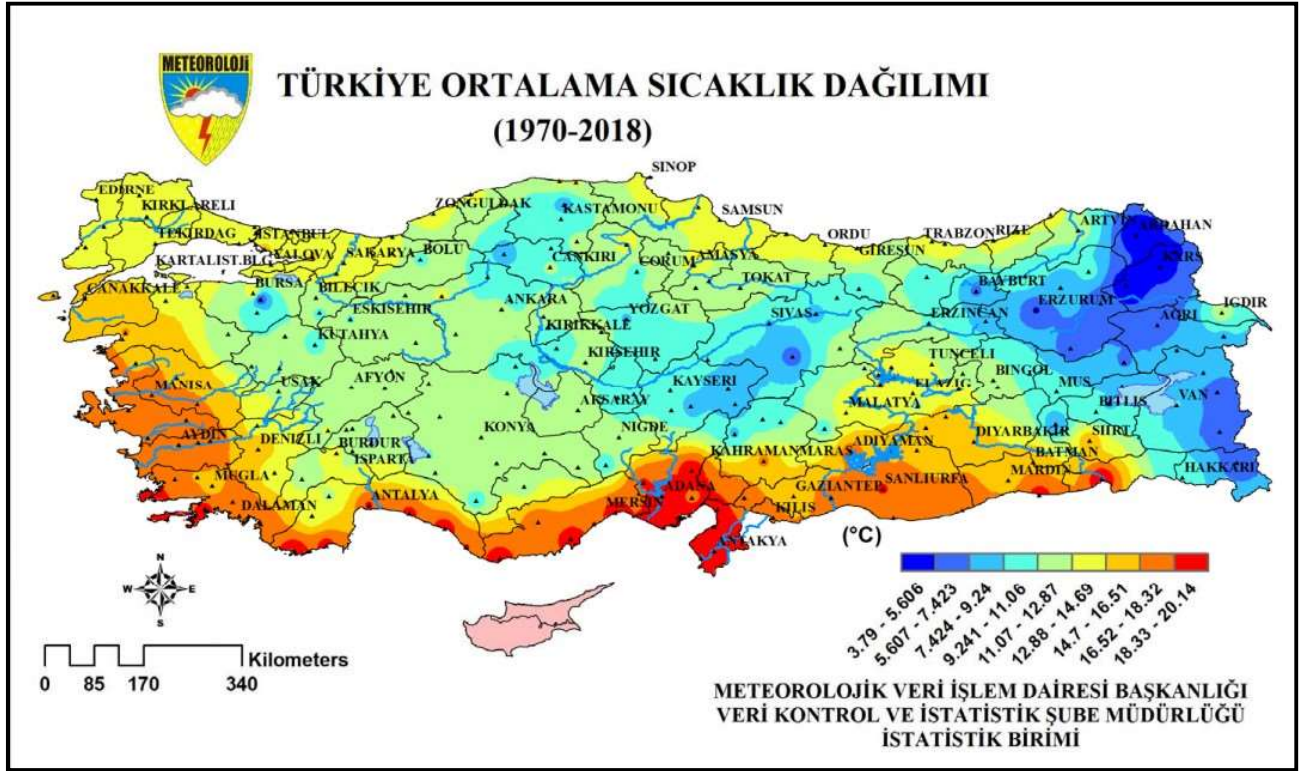 METEOROLOJİ
TÜRKİYE ORTALAMA SICAKLIK DAĞILIMI
(1970-2018)
SINOP
EDIRNE
KIRKLARELI
ZONGULDAK
KASTAMONU
SAMSUN
TEKIRDAG
ISTANBUL
SAKARYA
BOLU
ORDU
GIRESUN
TRABZON
RIZE
ARTVIN
ARDAHAN
KARTALIST.BLG
YALOVA
CANKIRI
CORUM
AMASYA
TOKAT
KARS
CANAKKALE
BURSA
BILECIK
ESKISEHIR
ANKARA
YOZGAT
SIVAS
BAYBURT
ERZURUM
ERZINCAN
IGDIR
AGRI
KUTAHYA
KIRIKKALE
KIRSEHIR
TUNCELI
MANISA
USAK
AFYON
AKSARAY
KAYSERI
ELAZIG
BINGOL
MUS
MALATYA
BITLIS
VAN
AYDIN
DENIZLI
BURDUR
ISPARTA
KONYA
NIGDE
KAHRAMANMARAS
ADIYAMAN
DIYARBAKIR
SIIRT
BATMAN
MARDIN
HAKKARI
MUGLA
DALAMAN
ANTALYA
MERSIN
ADANA
GAZIANTEP
SANLIURFA
KILIS
ANTAKYA
(°C)
N
W
E
S
3.79 - 5.606
5.607 - 7.423
7.424 - 9.24
9.241 - 11.06
11.07 - 12.87
12.88 - 14.69
14.7 - 16.51
16.52 - 18.32
18.33 - 20.14
Kilometers
0 85 170 340
METEOROLOJİK VERİ İŞLEM DAİRESİ BAŞKANLIĞI
VERİ KONTROL VE İSTATİSTİK ŞUBE MÜDÜRLÜĞÜ
İSTATİSTİK BİRİMİ